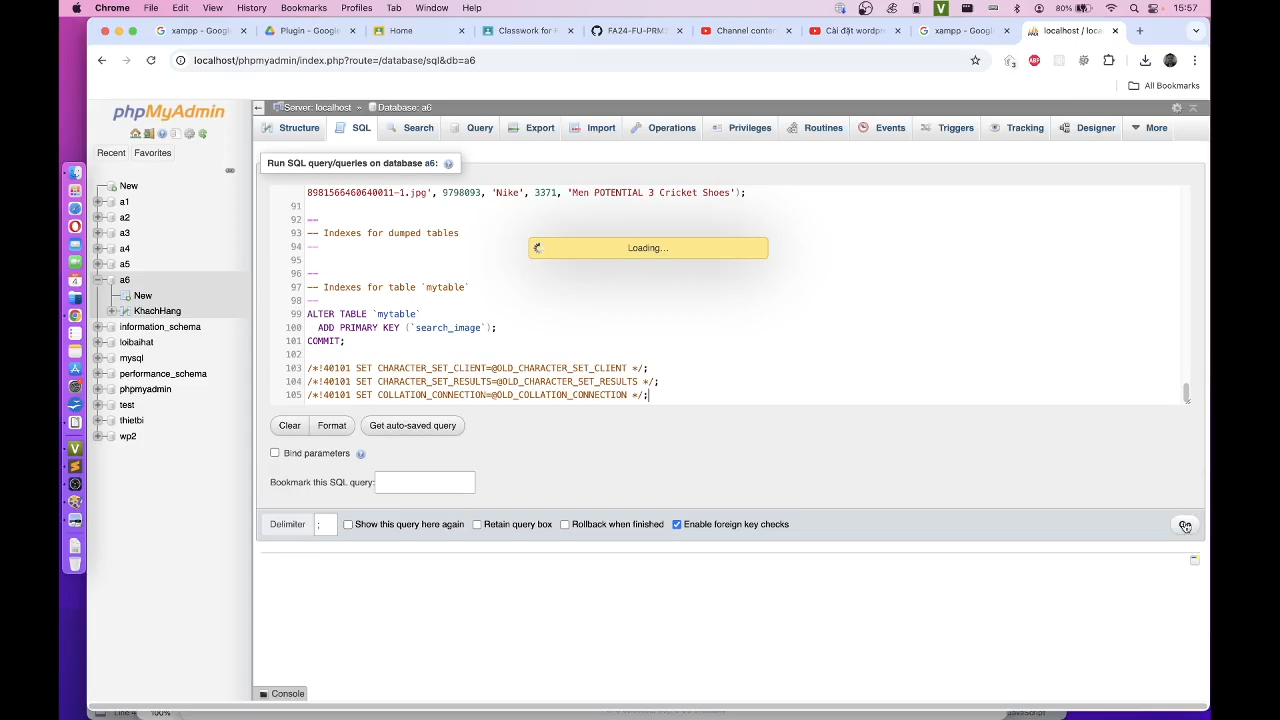 Chrome File Edit View History Bookmarks Profiles Tab Window Help 80% 15:57
xampp - Google Plugin - Google Home Classwork for FA24-FU-PRM Channel conten Cài đặt wordpr xampp - Goog localhost / loca
localhost/phpmyadmin/index.php?route=/database/sql&db=a6
All Bookmarks
phpMyAdmin
Recent Favorites
New
a1
a2
a3
a4
a5
a6
New
KhachHang
information_schema
loibaihat
mysql
performance_schema
phpmyadmin
test
thietbi
wp2
Server: localhost » Database: a6
Structure SQL Search Query Export Import Operations Privileges Routines Events Triggers Tracking Designer More
Run SQL query/queries on database a6:
8981566460640011-1.jpg', 9798093, 'Nike', 3371, 'Men POTENTIAL 3 Cricket Shoes');
91
92 --
93 -- Indexes for dumped tables
94 --
95
96 --
97 -- Indexes for table `mytable`
98 --
99 ALTER TABLE `mytable`
100 ADD PRIMARY KEY (`search_image`);
101 COMMIT;
102
103 /*!40101 SET CHARACTER_SET_CLIENT=@OLD_CHARACTER_SET_CLIENT */;
104 /*!40101 SET CHARACTER_SET_RESULTS=@OLD_CHARACTER_SET_RESULTS */;
105 /*!40101 SET COLLATION_CONNECTION=@OLD_COLLATION_CONNECTION */;
Loading…
Clear Format Get auto-saved query
Bind parameters
Bookmark this SQL query:
Delimiter ; Show this query here again Retain query box Rollback when finished Enable foreign key checks Go
Console
100% JavaScript